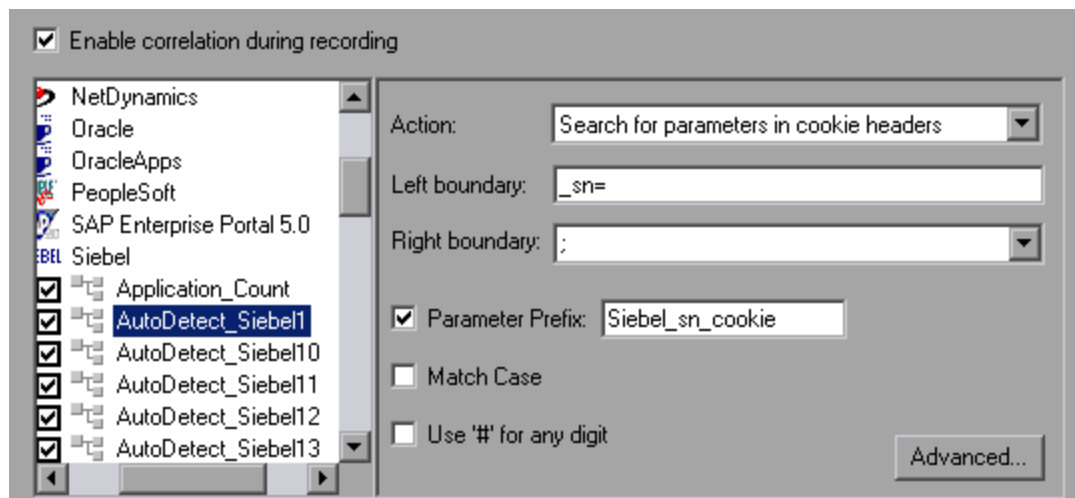 Enable correlation during recording
NetDynamics
Oracle
OracleApps
PeopleSoft
SAP Enterprise Portal 5.0
Siebel
Application_Count
AutoDetect_Siebel1
AutoDetect_Siebel10
AutoDetect_Siebel11
AutoDetect_Siebel12
AutoDetect_Siebel13
Action: Search for parameters in cookie headers
Left boundary: _sn=
Right boundary: ;
Parameter Prefix: Siebel_sn_cookie
Match Case
Use '#' for any digit
Advanced...